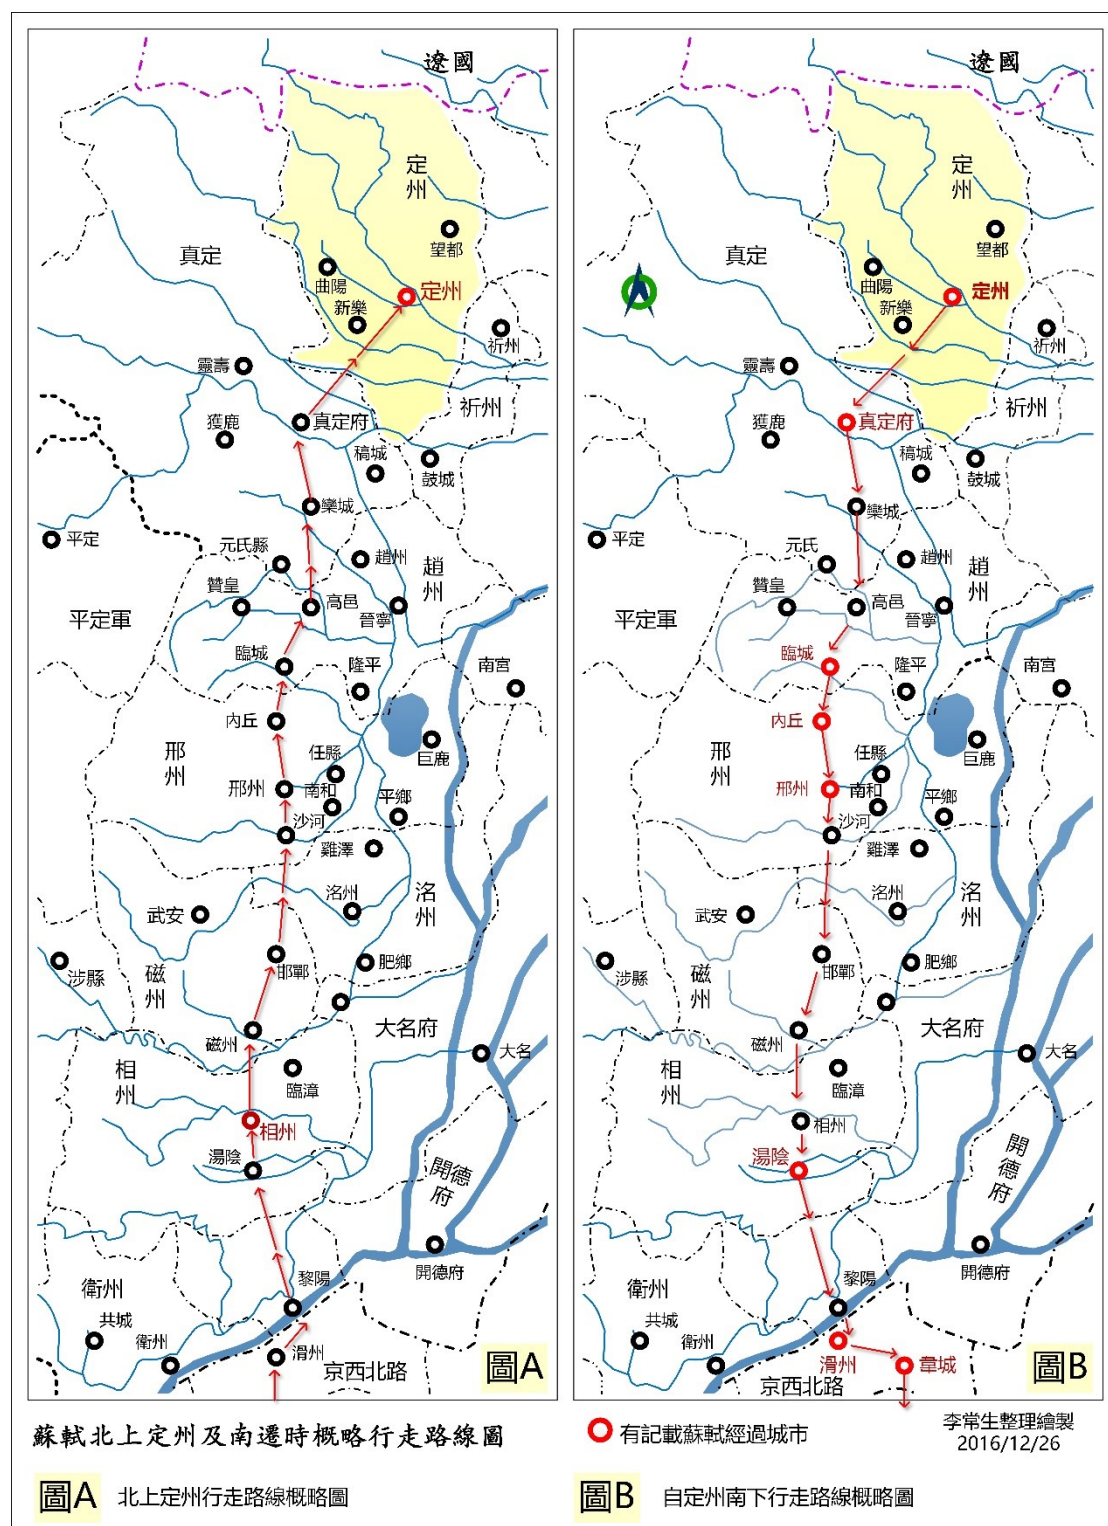 遼國
定州
望都
真定
曲陽
定州
新樂
祈州
靈壽
祈州
獲鹿
真定府
稿城
鼓城
欒城
平定
元氏縣
趙州
趙州
贊皇
高邑
晉寧
平定軍
臨城
隆平
南宮
內丘
邢州
任縣
巨鹿
邢州
南和
平鄉
沙河
雞澤
洺州
洺州
武安
邯鄲
肥鄉
涉縣
磁州
大名府
磁州
大名
相州
臨漳
相州
湯陰
開德府
開德府
黎陽
衛州
共城
衛州
滑州
京西北路
圖A
遼國
定州
望都
真定
曲陽
定州
新樂
祈州
靈壽
祈州
獲鹿
真定府
稿城
鼓城
欒城
平定
元氏
趙州
趙州
贊皇
高邑
晉寧
平定軍
臨城
隆平
南宮
內丘
邢州
任縣
巨鹿
邢州
南和
平鄉
沙河
雞澤
洺州
洺州
武安
邯鄲
肥鄉
涉縣
磁州
大名府
磁州
大名
相州
臨漳
相州
湯陰
開德府
開德府
黎陽
衛州
共城
衛州
滑州
韋城
京西北路
圖B
蘇軾北上定州及南遷時概略行走路線圖
有記載蘇軾經過城市
李常生整理繪製
2016/12/26
圖A 北上定州行走路線概略圖
圖B 自定州南下行走路線概略圖